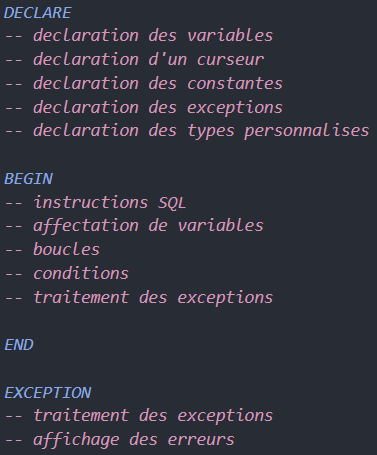 DECLARE
-- declaration des variables
-- declaration d'un curseur
-- declaration des constantes
-- declaration des exceptions
-- declaration des types personnalises
BEGIN
-- instructions SQL
-- affectation de variables
-- boucles
-- conditions
-- traitement des exceptions
END
EXCEPTION
-- traitement des exceptions
-- affichage des erreurs